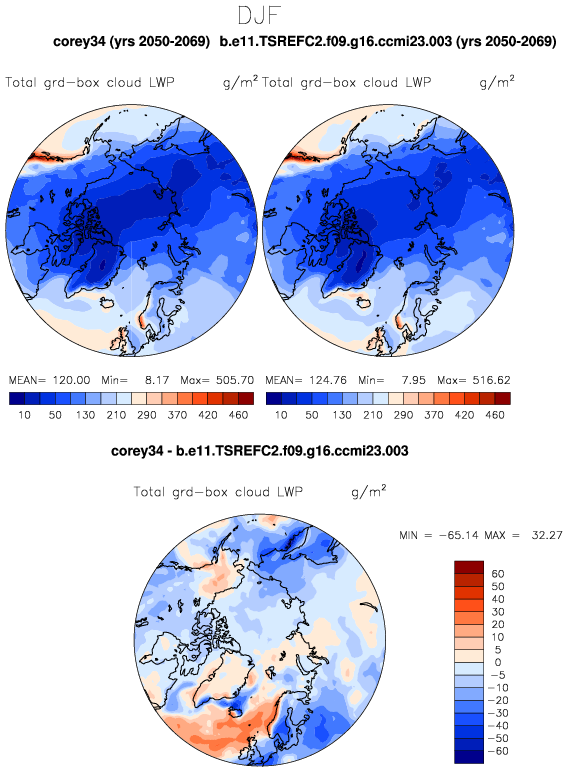 DJF
corey34 (yrs 2050-2069) b.e11.TSREFC2.f09.g16.ccmi23.003 (yrs 2050-2069)
Total grd-box cloud LWP g/m² Total grd-box cloud LWP g/m²
MEAN= 120.00 Min= 8.17 Max= 505.70 MEAN= 124.76 Min= 7.95 Max= 516.62
10 50 130 210 290 370 420 460 10 50 130 210 290 370 420 460
corey34 - b.e11.TSREFC2.f09.g16.ccmi23.003
Total grd-box cloud LWP g/m²
MIN = -65.14 MAX = 32.27
60
50
40
30
20
10
5
0
-5
-10
-20
-30
-40
-50
-60